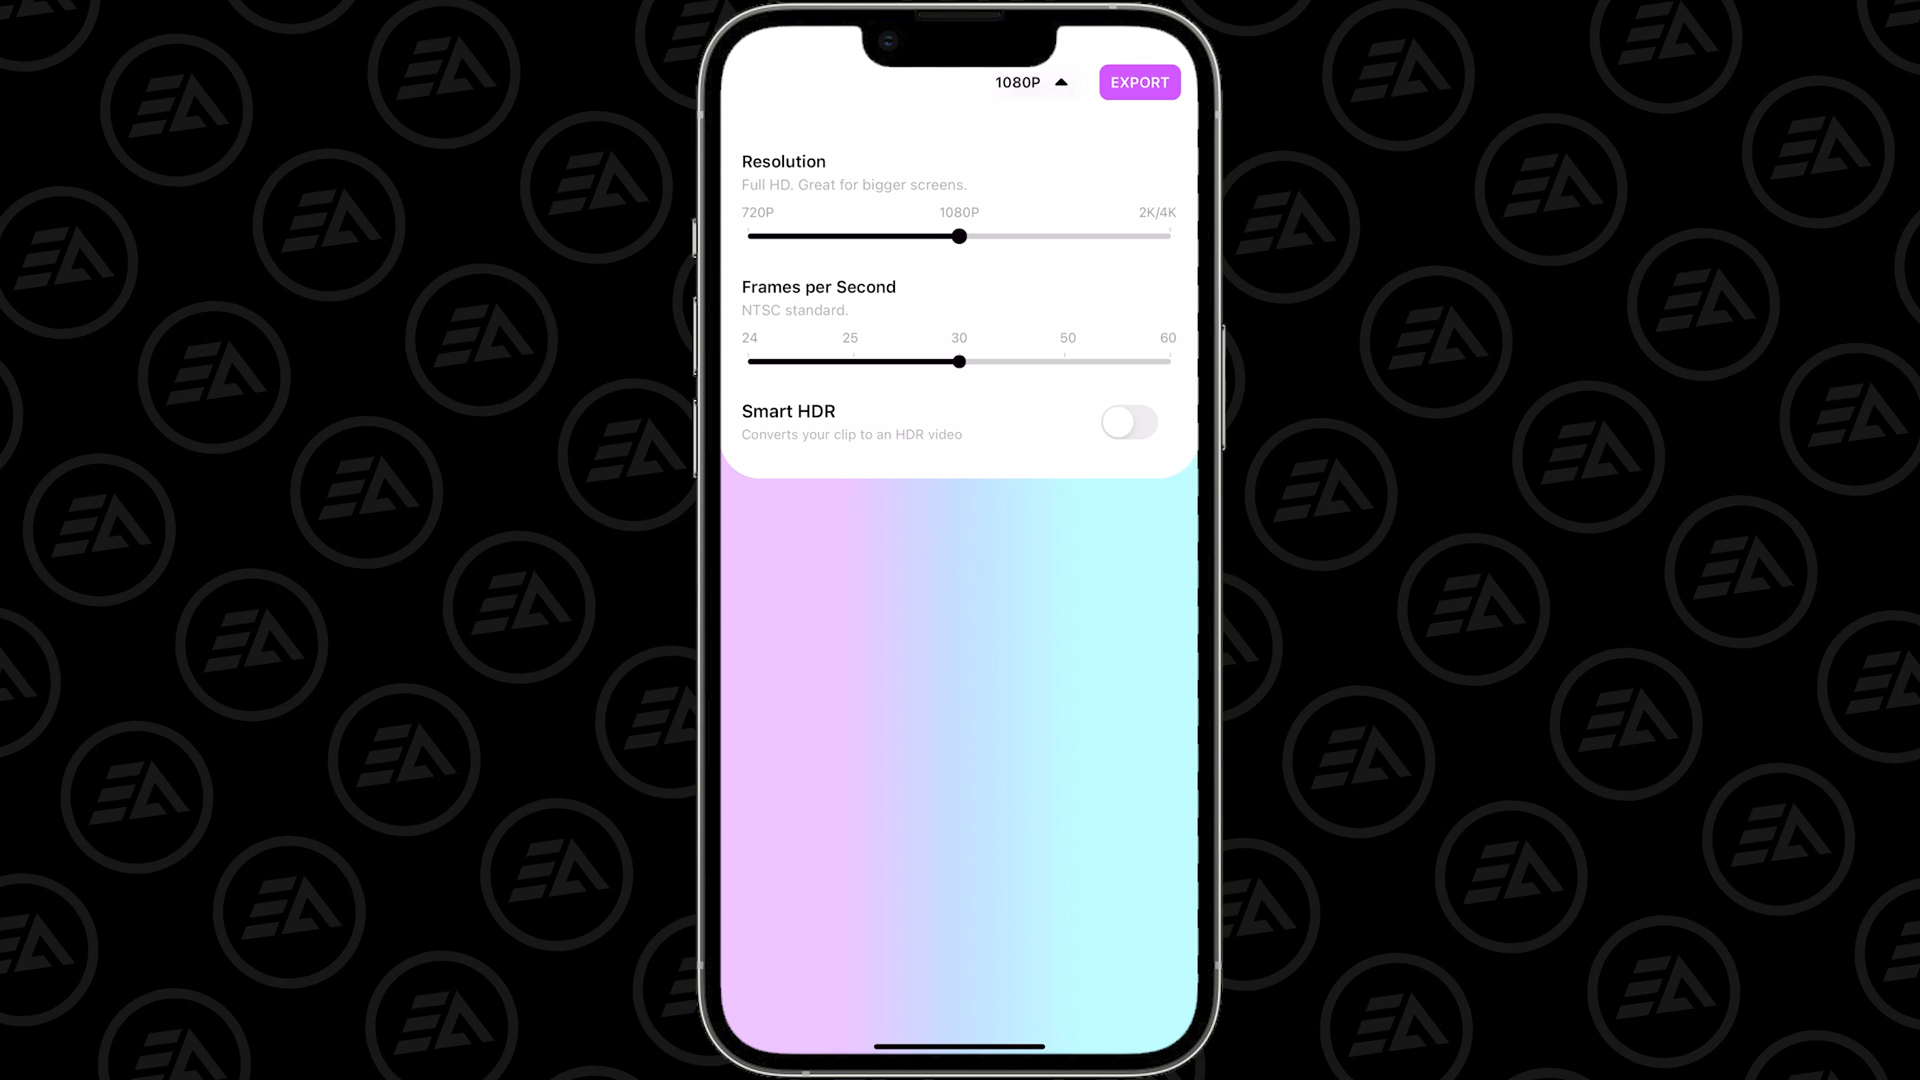 1080P
EXPORT
Resolution
Full HD. Great for bigger screens.
720P 1080P 2K/4K
Frames per Second
NTSC standard.
24 25 30 50 60
Smart HDR
Converts your clip to an HDR video